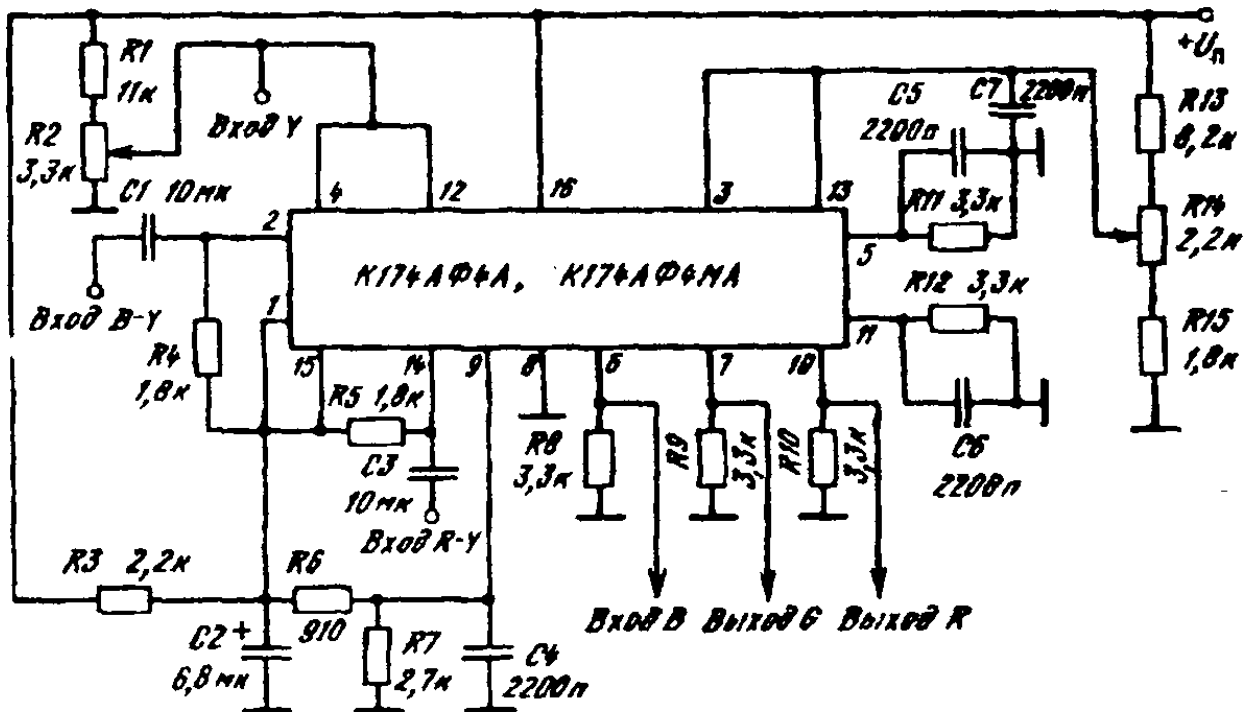 +Uп
R1
11к
R2
3,3к
Вход Y
C1 10мк
Вход B-Y
R4
1,8к
2
1
4
12
16
3
13
5
11
15
14
9
8
6
7
10
К174АФ4А, К174АФ4МА
C5
2200п
C7
2200п
R11 3,3к
R12 3,3к
C6
2200п
R13
8,2к
R14
2,2к
R15
1,8к
R5 1,8к
C3
10мк
Вход R-Y
R8
3,3к
R9
3,3к
R10
3,3к
R3 2,2к
R6
910
C2 +
6,8мк
R7
2,7к
C4
2200п
Вход B Выход G Выход R